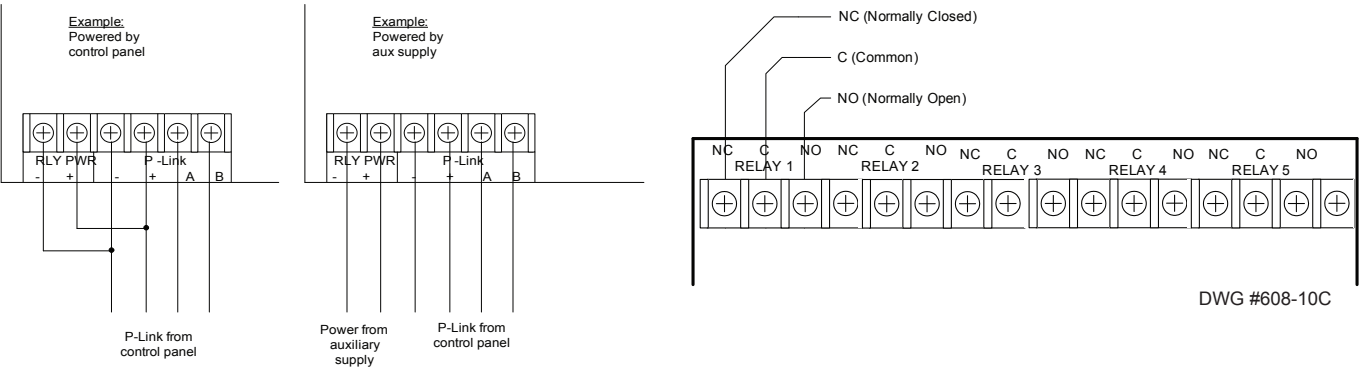 Example:
Powered by
control panel
RLY PWR P -Link
- + - + A B
P-Link from
control panel
Example:
Powered by
aux supply
RLY PWR P -Link
- + - + A B
Power from
auxiliary
supply
P-Link from
control panel
NC (Normally Closed)
C (Common)
NO (Normally Open)
NC C NO NC C NO NC C NO NC C NO NC C NO
RELAY 1 RELAY 2 RELAY 3 RELAY 4 RELAY 5
DWG #608-10C